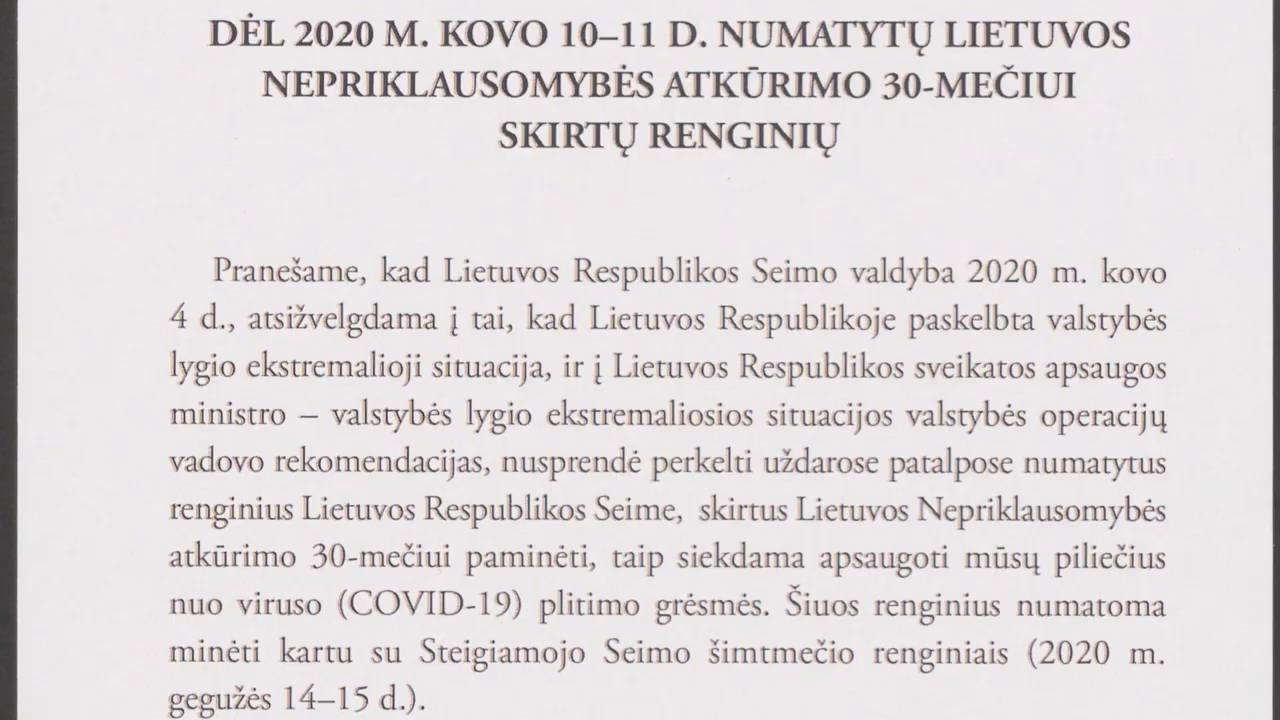 DĖL 2020 M. KOVO 10–11 D. NUMATYTŲ LIETUVOS
NEPRIKLAUSOMYBĖS ATKŪRIMO 30-MEČIUI
SKIRTŲ RENGINIŲ
Pranešame, kad Lietuvos Respublikos Seimo valdyba 2020 m. kovo
4 d., atsižvelgdama į tai, kad Lietuvos Respublikoje paskelbta valstybės
lygio ekstremalioji situacija, ir į Lietuvos Respublikos sveikatos apsaugos
ministro – valstybės lygio ekstremaliosios situacijos valstybės operacijų
vadovo rekomendacijas, nusprendė perkelti uždarose patalpose numatytus
renginius Lietuvos Respublikos Seime, skirtus Lietuvos Nepriklausomybės
atkūrimo 30-mečiui paminėti, taip siekdama apsaugoti mūsų piliečius
nuo viruso (COVID-19) plitimo grėsmės. Šiuos renginius numatoma
minėti kartu su Steigiamojo Seimo šimtmečio renginiais (2020 m.
gegužės 14–15 d.).